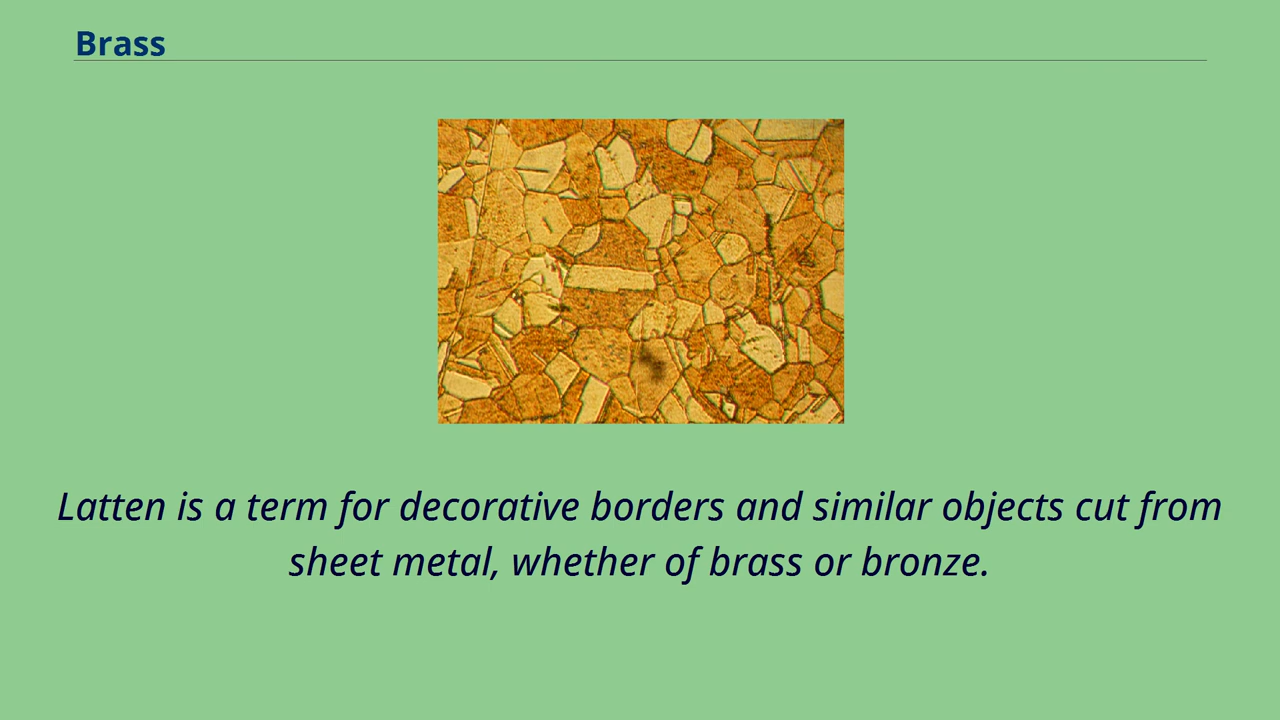 Brass
Latten is a term for decorative borders and similar objects cut from
sheet metal, whether of brass or bronze.